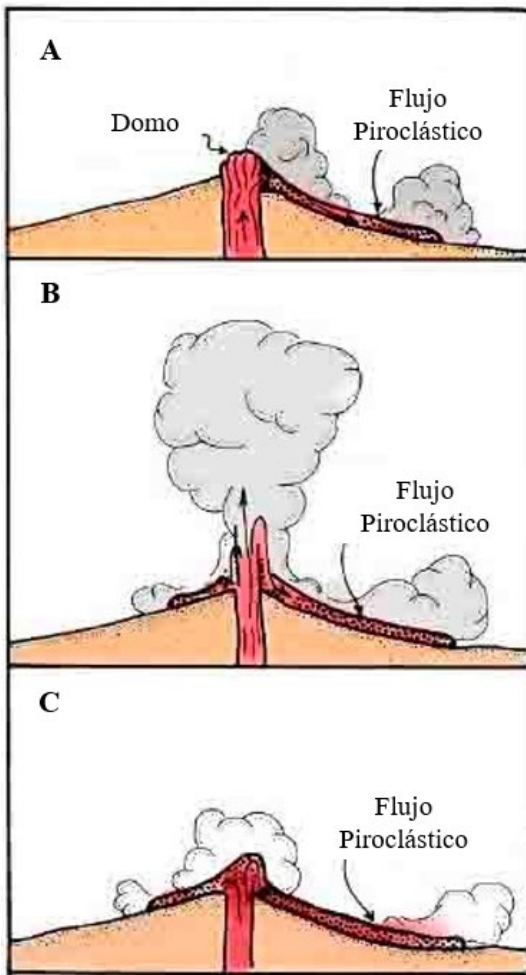 A
Domo
Flujo
Piroclástico
B
Flujo
Piroclástico
C
Flujo
Piroclástico